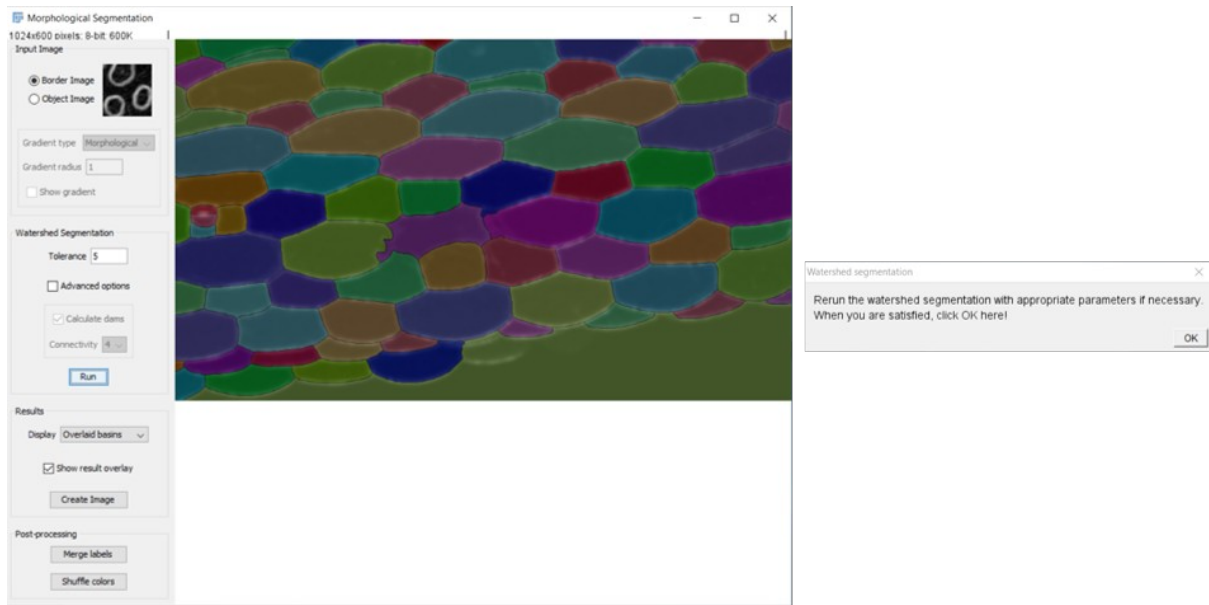 Morphological Segmentation
1024x600 pixels; 8-bit; 600K
Input Image
Border Image
Object Image
Gradient type Morphological
Gradient radius 1
Show gradient
Watershed Segmentation
Tolerance 5
Advanced options
Calculate dams
Connectivity 4
Run
Results
Display Overlaid basins
Show result overlay
Create Image
Post-processing
Merge labels
Shuffle colors
Watershed segmentation
Rerun the watershed segmentation with appropriate parameters if necessary.
When you are satisfied, click OK here!
OK